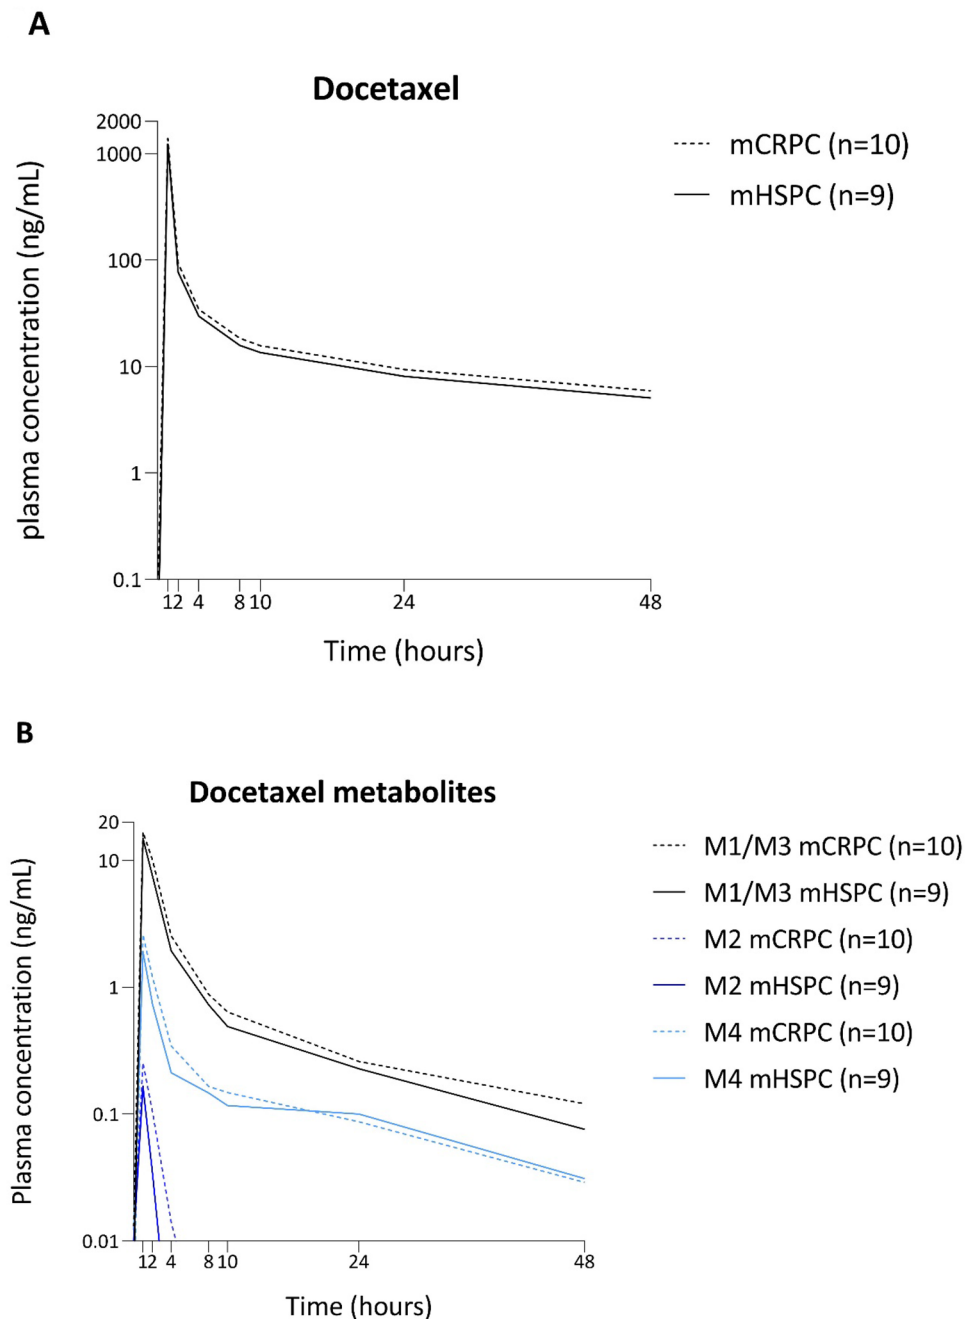 A
Docetaxel
plasma concentration (ng/mL)
2000
1000
100
10
1
0.1
12 4 8 10 24 48
Time (hours)
mCRPC (n=10)
mHSPC (n=9)
B
Docetaxel metabolites
Plasma concentration (ng/mL)
20
10
1
0.1
0.01
12 4 8 10 24 48
Time (hours)
M1/M3 mCRPC (n=10)
M1/M3 mHSPC (n=9)
M2 mCRPC (n=10)
M2 mHSPC (n=9)
M4 mCRPC (n=10)
M4 mHSPC (n=9)